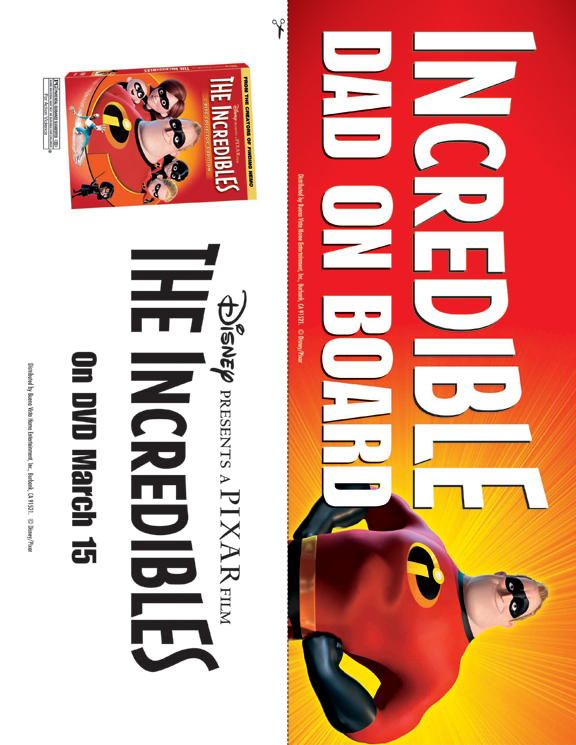 INCREDIBLE
DAD ON BOARD
Distributed by Buena Vista Home Entertainment, Inc., Burbank, CA 91521. © Disney/Pixar
FROM THE CREATORS OF FINDING NEMO
THE INCREDIBLES
THE INCREDIBLES
Disney PRESENTS A PIXAR FILM
THE INCREDIBLES
On DVD March 15
Distributed by Buena Vista Home Entertainment, Inc., Burbank, CA 91521. © Disney/Pixar